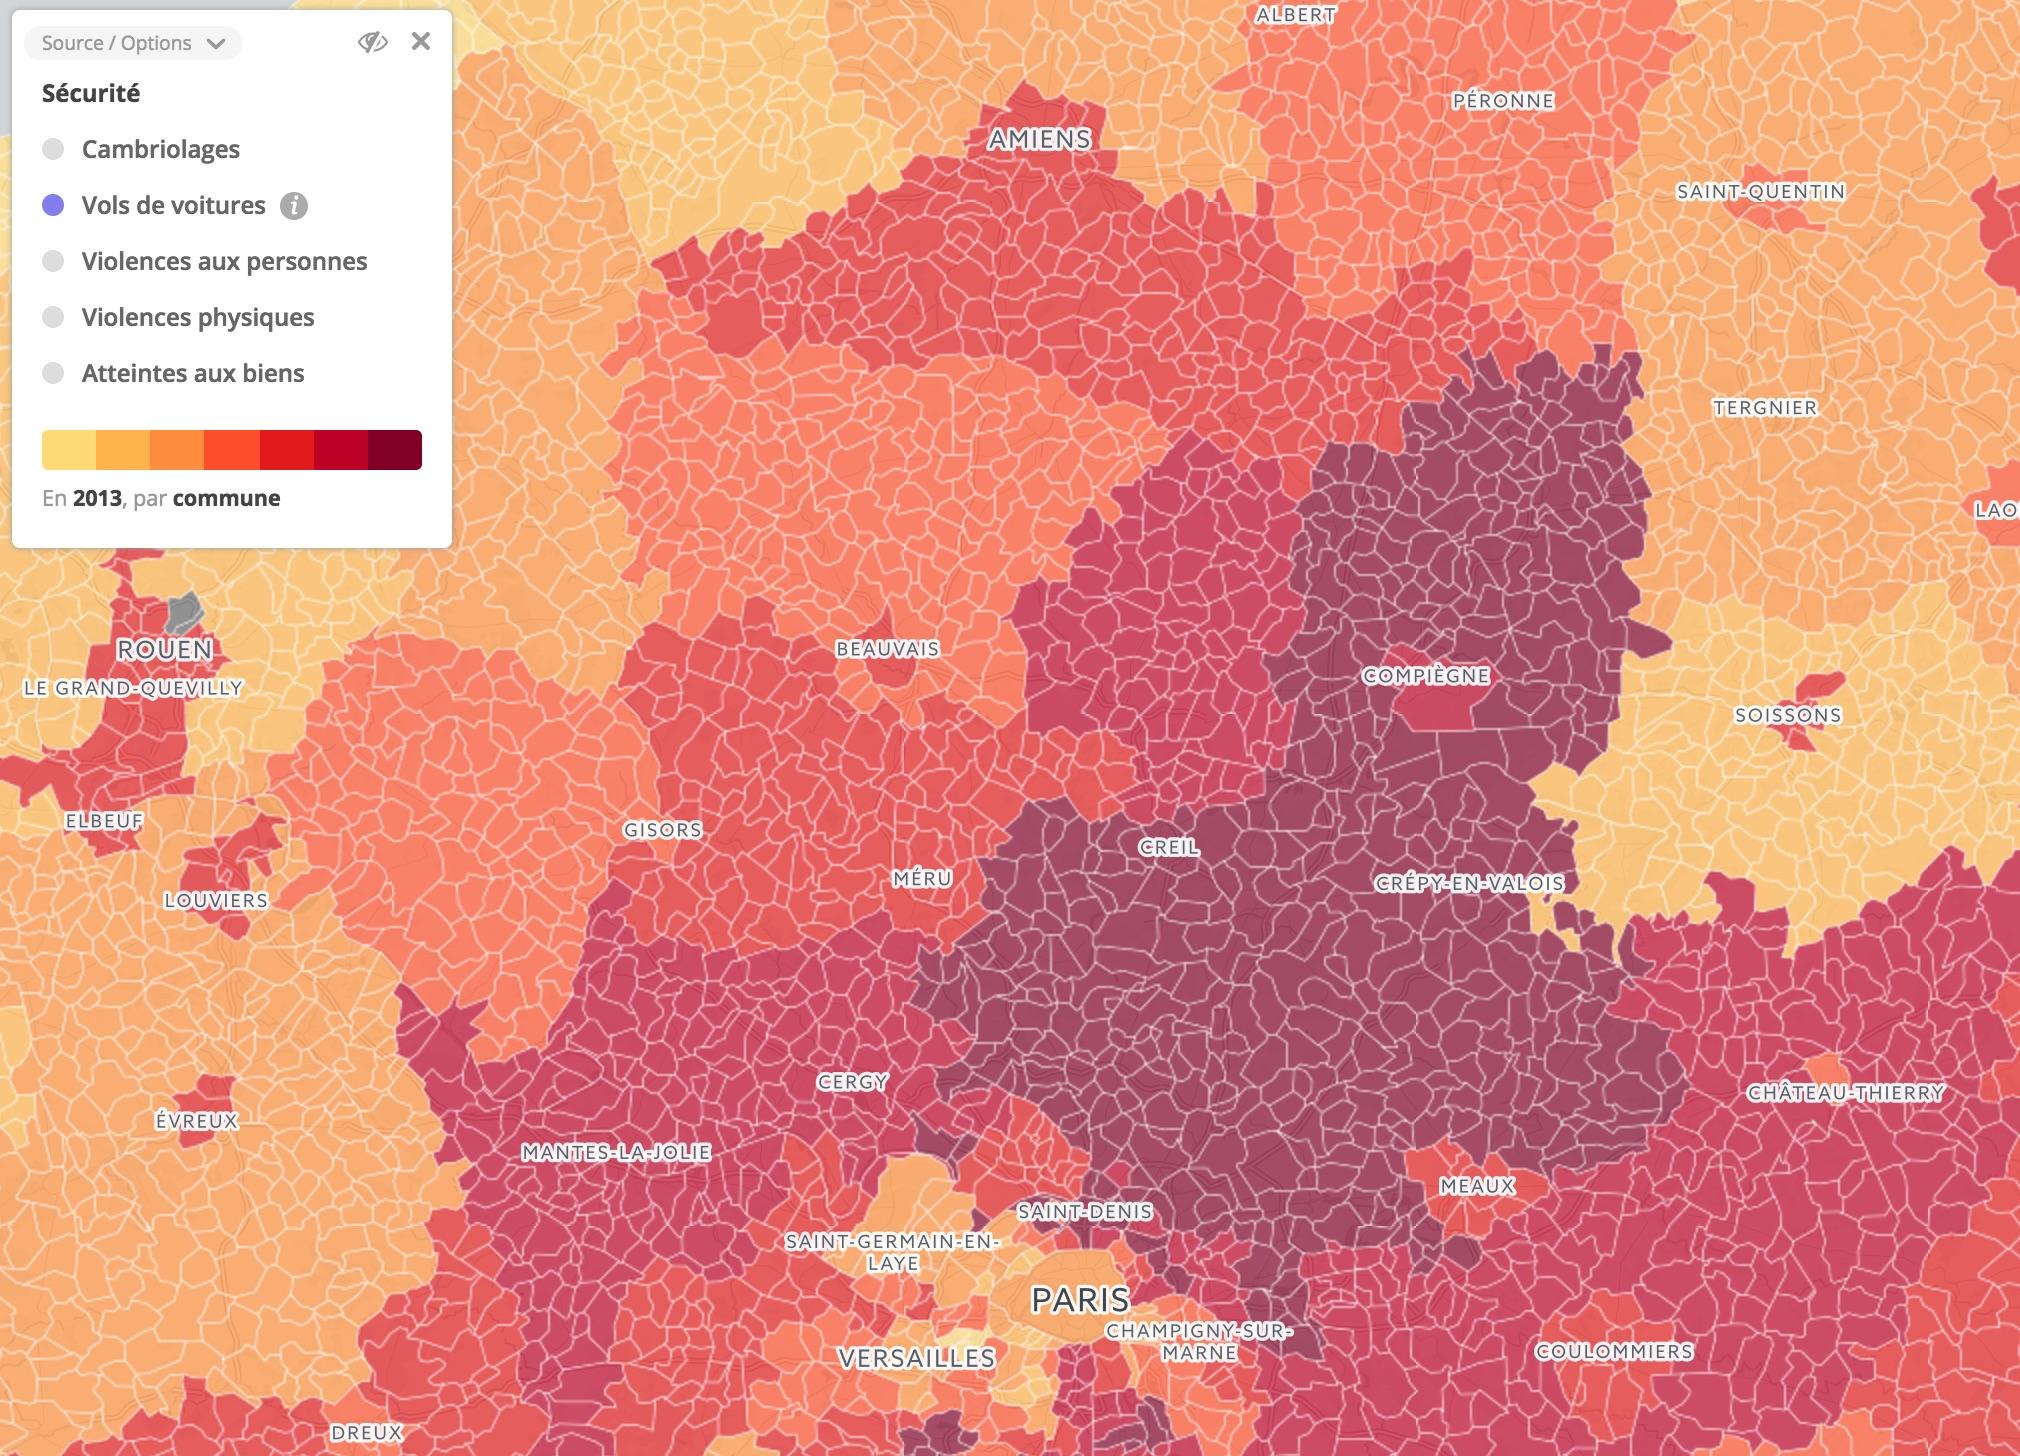 Source / Options
Sécurité
Cambriolages
Vols de voitures i
Violences aux personnes
Violences physiques
Atteintes aux biens
En 2013, par commune
ALBERT
PÉRONNE
AMIENS
SAINT-QUENTIN
TERGNIER
LAO
ROUEN
BEAUVAIS
LE GRAND-QUEVILLY
COMPIÈGNE
SOISSONS
ELBEUF
GISORS
CREIL
MÉRU
CRÉPY-EN-VALOIS
LOUVIERS
CERGY
CHÂTEAU-THIERRY
ÉVREUX
MANTES-LA-JOLIE
MEAUX
SAINT-DENIS
SAINT-GERMAIN-EN-
LAYE
PARIS
CHAMPIGNY-SUR-
MARNE
VERSAILLES
COULOMMIERS
DREUX